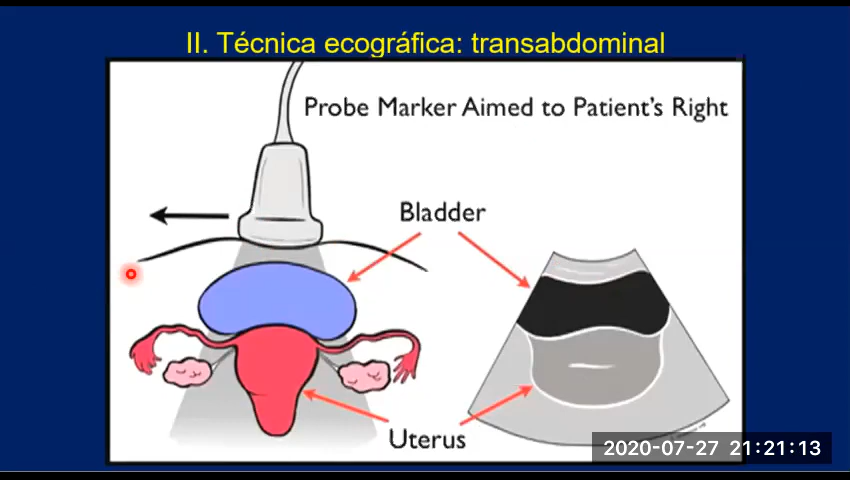 II. Técnica ecográfica: transabdominal
Probe Marker Aimed to Patient's Right
Bladder
Uterus
2020-07-27 21:21:13